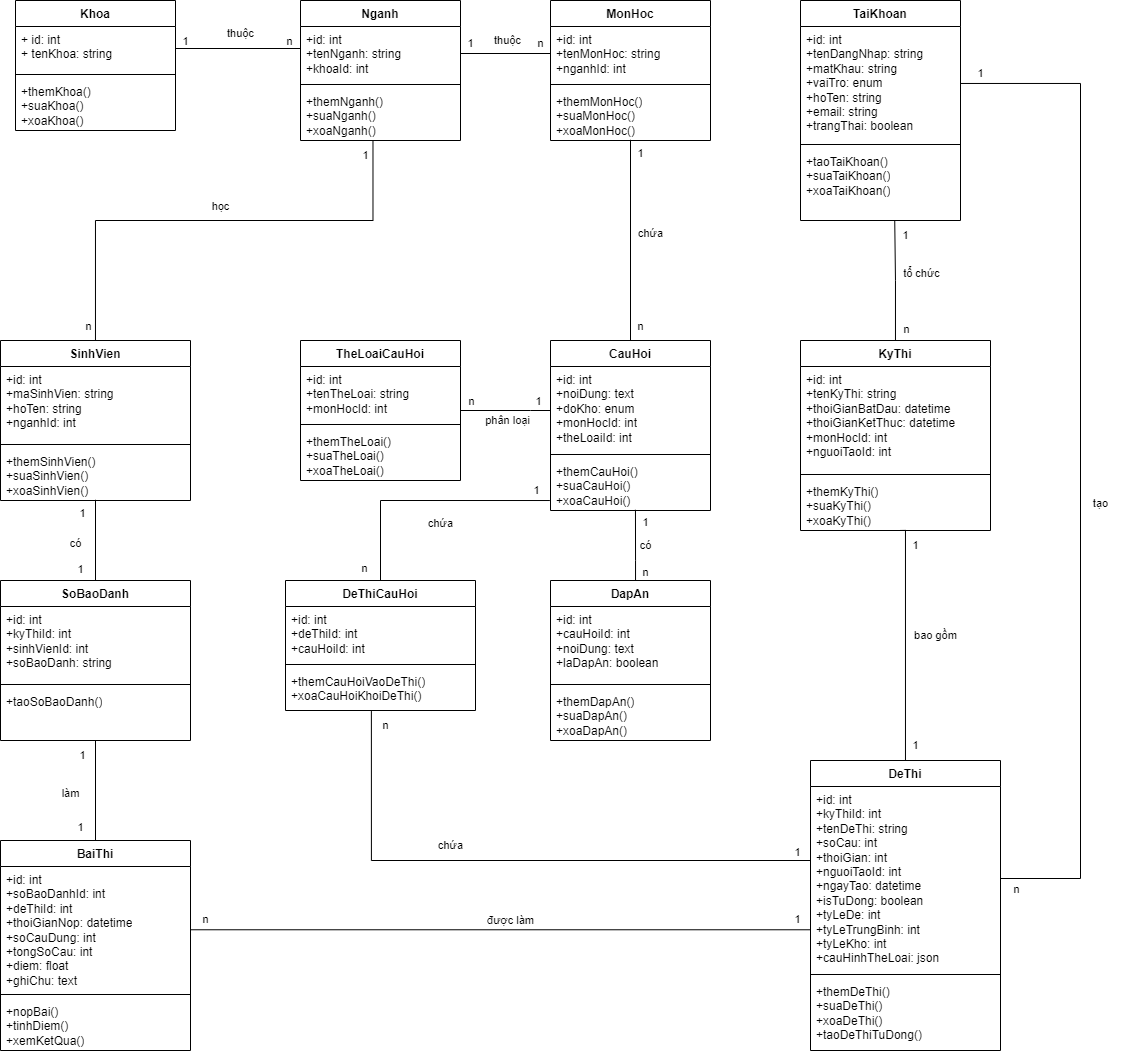 Khoa
+ id: int
+ tenKhoa: string
+themKhoa()
+suaKhoa()
+xoaKhoa()
1
thuộc
n
Nganh
+id: int
+tenNganh: string
+khoaId: int
+themNganh()
+suaNganh()
+xoaNganh()
1
thuộc
n
MonHoc
+id: int
+tenMonHoc: string
+nganhId: int
+themMonHoc()
+suaMonHoc()
+xoaMonHoc()
TaiKhoan
+id: int
+tenDangNhap: string
+matKhau: string
+vaiTro: enum
+hoTen: string
+email: string
+trangThai: boolean
+taoTaiKhoan()
+suaTaiKhoan()
+xoaTaiKhoan()
1
1
học
n
1
chứa
n
1
tổ chức
n
SinhVien
+id: int
+maSinhVien: string
+hoTen: string
+nganhId: int
+themSinhVien()
+suaSinhVien()
+xoaSinhVien()
TheLoaiCauHoi
+id: int
+tenTheLoai: string
+monHocId: int
+themTheLoai()
+suaTheLoai()
+xoaTheLoai()
n
1
phân loại
CauHoi
+id: int
+noiDung: text
+doKho: enum
+monHocId: int
+theLoaiId: int
+themCauHoi()
+suaCauHoi()
+xoaCauHoi()
KyThi
+id: int
+tenKyThi: string
+thoiGianBatDau: datetime
+thoiGianKetThuc: datetime
+monHocId: int
+nguoiTaoId: int
+themKyThi()
+suaKyThi()
+xoaKyThi()
tạo
1
có
1
1
chứa
n
1
có
n
1
bao gồm
1
SoBaoDanh
+id: int
+kyThiId: int
+sinhVienId: int
+soBaoDanh: string
+taoSoBaoDanh()
DeThiCauHoi
+id: int
+deThiId: int
+cauHoiId: int
+themCauHoiVaoDeThi()
+xoaCauHoiKhoiDeThi()
DapAn
+id: int
+cauHoiId: int
+noiDung: text
+laDapAn: boolean
+themDapAn()
+suaDapAn()
+xoaDapAn()
1
làm
1
n
chứa
1
DeThi
+id: int
+kyThiId: int
+tenDeThi: string
+soCau: int
+thoiGian: int
+nguoiTaoId: int
+ngayTao: datetime
+isTuDong: boolean
+tyLeDe: int
+tyLeTrungBinh: int
+tyLeKho: int
+cauHinhTheLoai: json
+themDeThi()
+suaDeThi()
+xoaDeThi()
+taoDeThiTuDong()
n
BaiThi
+id: int
+soBaoDanhId: int
+deThiId: int
+thoiGianNop: datetime
+soCauDung: int
+tongSoCau: int
+diem: float
+ghiChu: text
+nopBai()
+tinhDiem()
+xemKetQua()
n
được làm
1